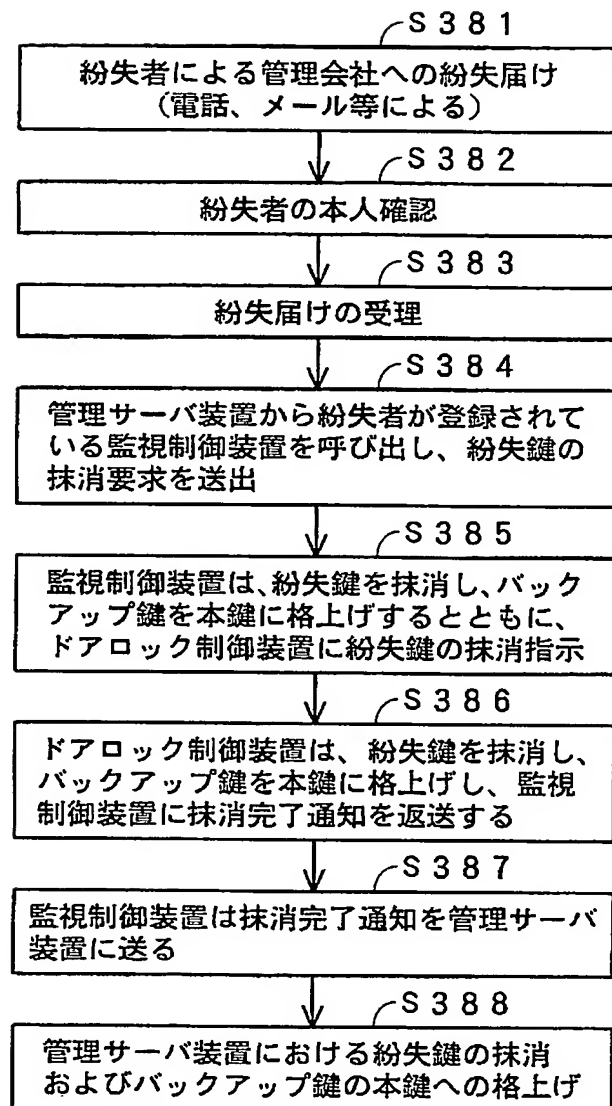 S381
紛失者による管理会社への紛失届け
(電話、メール等による)
S382
紛失者の本人確認
S383
紛失届けの受理
S384
管理サーバ装置から紛失者が登録されて
いる監視制御装置を呼び出し、紛失鍵の
抹消要求を送出
S385
監視制御装置は、紛失鍵を抹消し、バック
アップ鍵を本鍵に格上げするとともに、
ドアロック制御装置に紛失鍵の抹消指示
S386
ドアロック制御装置は、紛失鍵を抹消し、
バックアップ鍵を本鍵に格上げし、監視
制御装置に抹消完了通知を返送する
S387
監視制御装置は抹消完了通知を管理サーバ
装置に送る
S388
管理サーバ装置における紛失鍵の抹消
およびバックアップ鍵の本鍵への格上げ